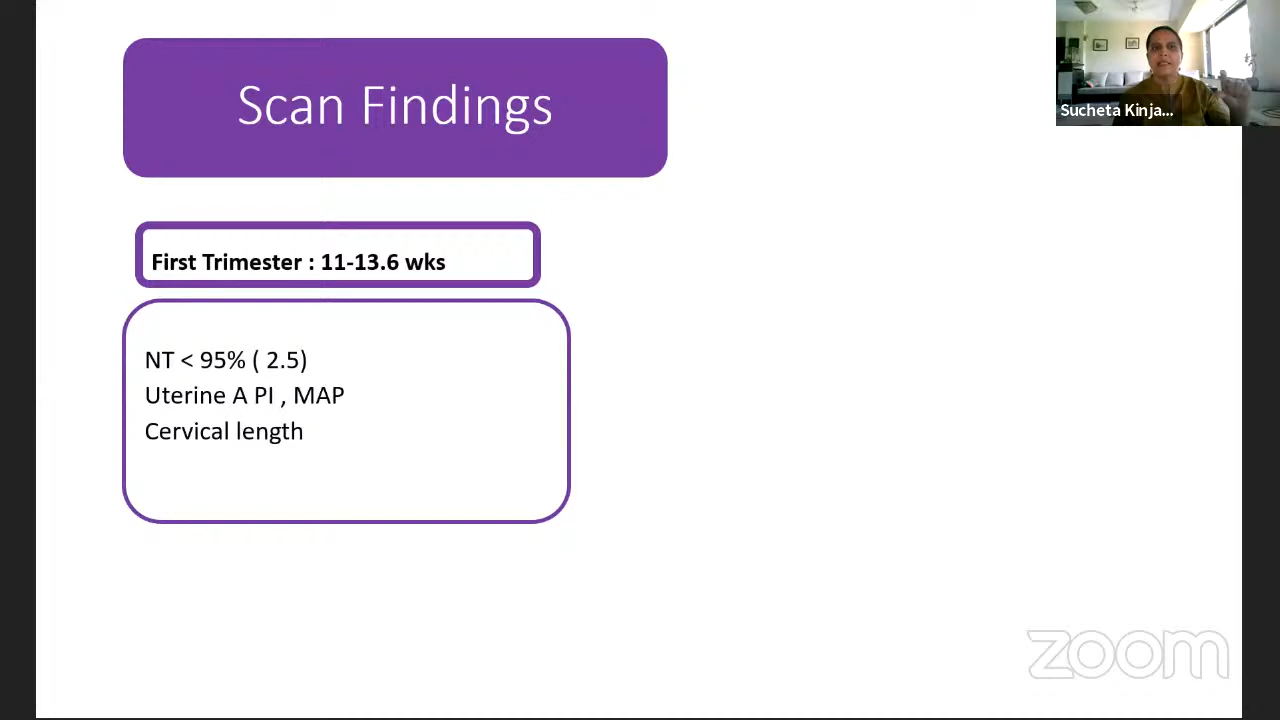 Scan Findings
Sucheta Kinja...
First Trimester : 11-13.6 wks
NT < 95% ( 2.5)
Uterine A PI , MAP
Cervical length
zoom